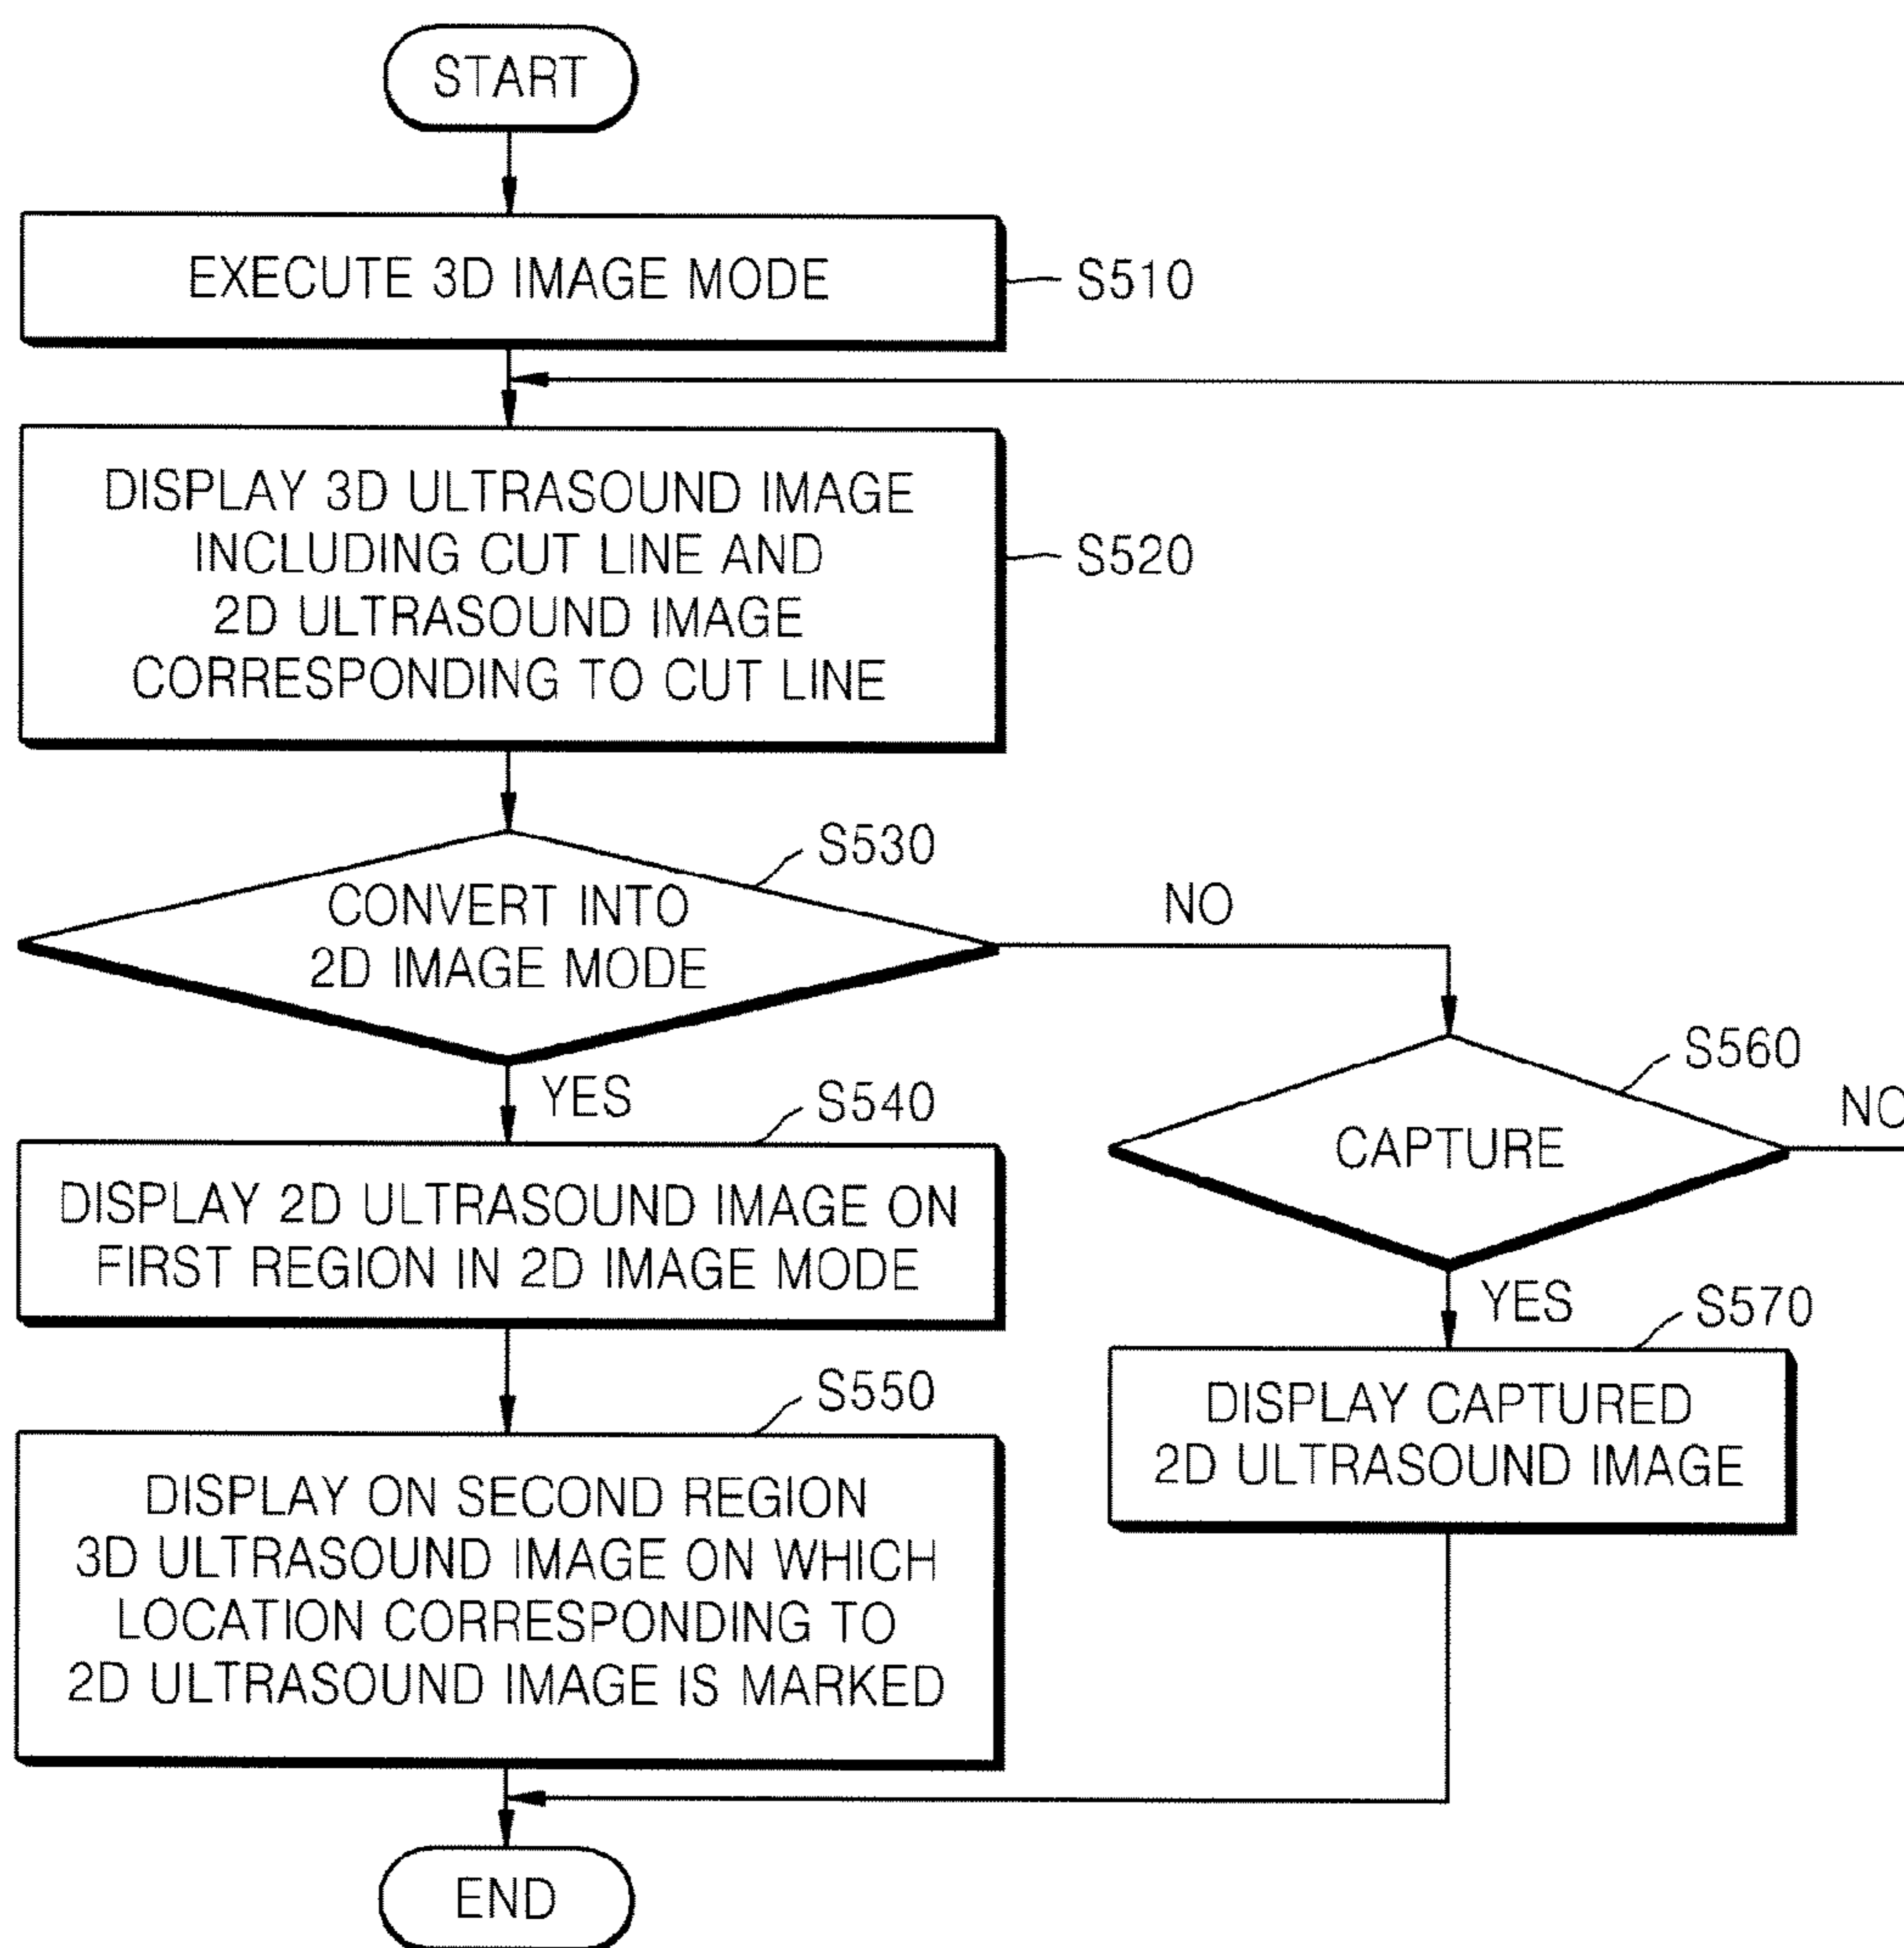 START
EXECUTE 3D IMAGE MODE
S510
DISPLAY 3D ULTRASOUND IMAGE
INCLUDING CUT LINE AND
2D ULTRASOUND IMAGE
CORRESPONDING TO CUT LINE
S520
S530
CONVERT INTO
2D IMAGE MODE
NO
YES
S540
DISPLAY 2D ULTRASOUND IMAGE ON
FIRST REGION IN 2D IMAGE MODE
S550
DISPLAY ON SECOND REGION
3D ULTRASOUND IMAGE ON WHICH
LOCATION CORRESPONDING TO
2D ULTRASOUND IMAGE IS MARKED
S560
CAPTURE
NO
YES
S570
DISPLAY CAPTURED
2D ULTRASOUND IMAGE
END